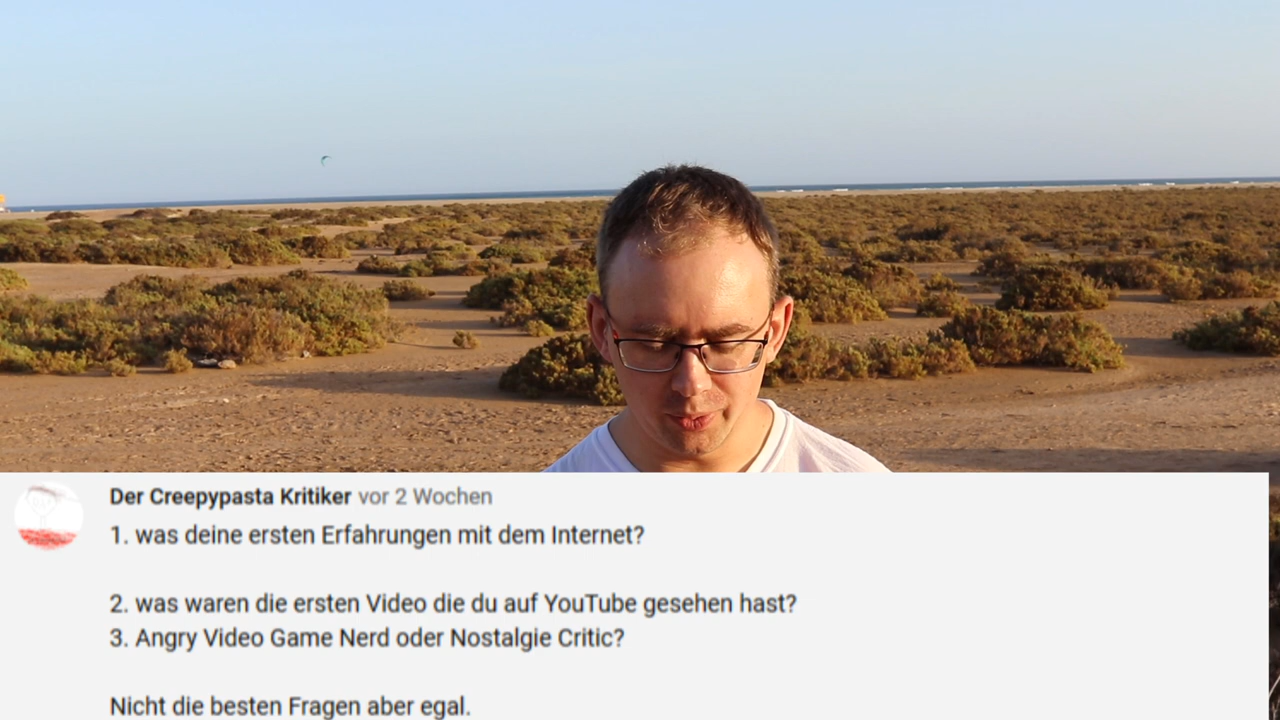 Der Creepypasta Kritiker vor 2 Wochen
1. was deine ersten Erfahrungen mit dem Internet?
2. was waren die ersten Video die du auf YouTube gesehen hast?
3. Angry Video Game Nerd oder Nostalgie Critic?
Nicht die besten Fragen aber egal.